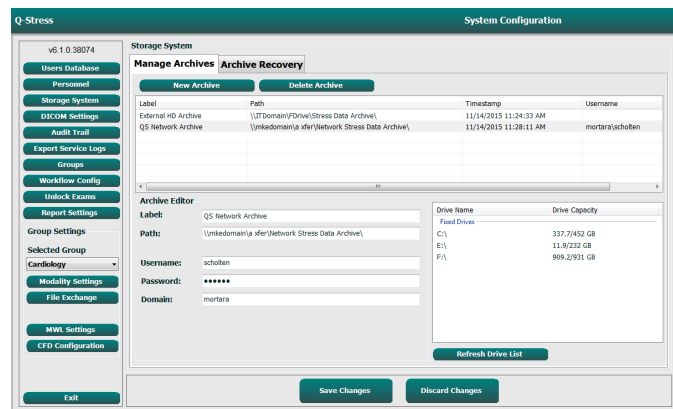 Q-Stress
System Configuration
v6.1.0.38074
Users Database
Personnel
Storage System
DICOM Settings
Audit Trail
Export Service Logs
Groups
Workflow Config
Unlock Exams
Report Settings
Group Settings
Selected Group
Cardiology
Modality Settings
File Exchange
MWL Settings
CFD Configuration
Exit
Storage System
Manage Archives Archive Recovery
New Archive Delete Archive
Label Path Timestamp Username
External HD Archive \\ITDomain\FDrive\Stress Data Archive\ 11/14/2015 11:24:33 AM
QS Network Archive \\mkedomain\a xfer\Network Stress Data Archive\ 11/14/2015 11:28:11 AM mortara\scholten
Archive Editor
Label: QS Network Archive
Path: \\mkedomain\a xfer\Network Stress Data Archive\
Username: scholten
Password: ●●●●●●
Domain: mortara
Drive Name Drive Capacity
Fixed Drives
C:\ 337.7/452 GB
E:\ 11.9/232 GB
F:\ 909.2/931 GB
Refresh Drive List
Save Changes Discard Changes